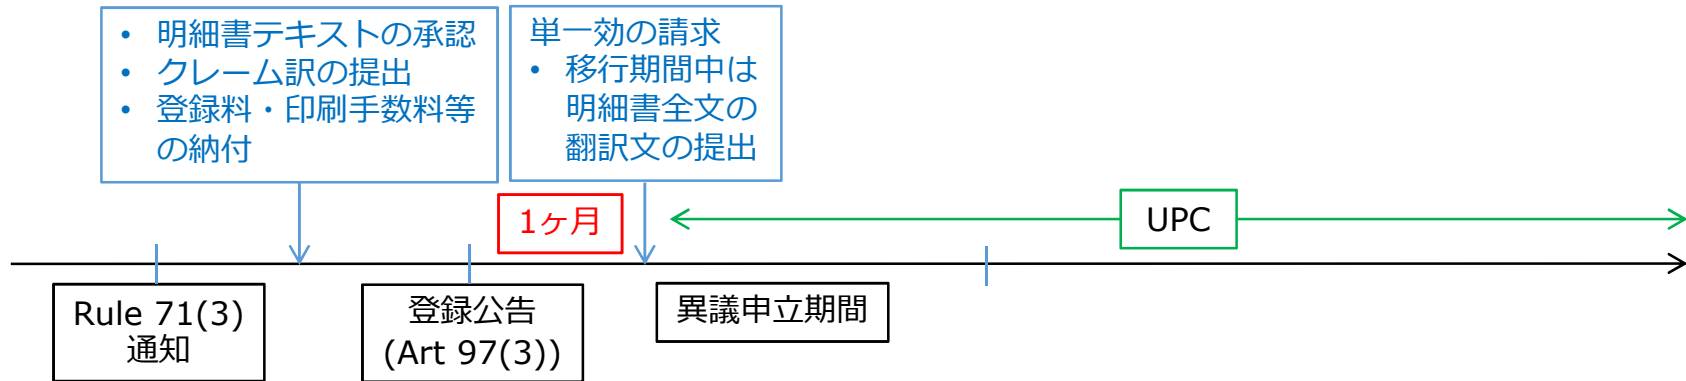 • 明細書テキストの承認
• クレーム訳の提出
• 登録料・印刷手数料等
の納付
単一効の請求
• 移行期間中は
明細書全文の
翻訳文の提出
1ヶ月
UPC
Rule 71(3)
通知
登録公告
(Art 97(3))
異議申立期間